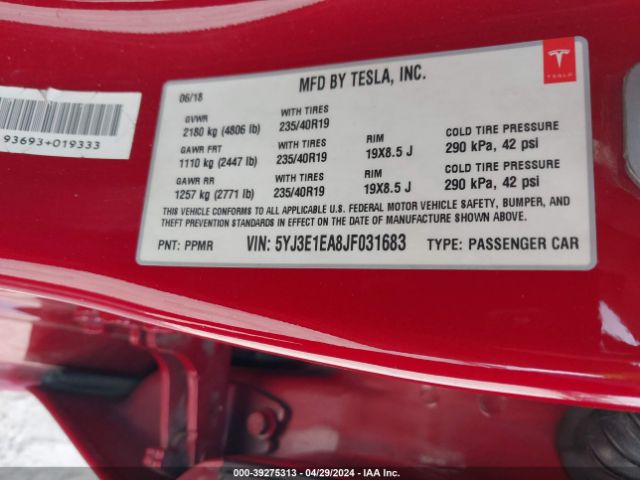 MFD BY TESLA, INC.
TESLA
06/18
GVWR
2180 kg (4806 lb)
WITH TIRES
235/40R19
GAWR FRT
1110 kg (2447 lb)
WITH TIRES
235/40R19
RIM
19X8.5 J
COLD TIRE PRESSURE
290 kPa, 42 psi
GAWR RR
1257 kg (2771 lb)
WITH TIRES
235/40R19
RIM
19X8.5 J
COLD TIRE PRESSURE
290 kPa, 42 psi
THIS VEHICLE CONFORMS TO ALL APPLICABLE U.S. FEDERAL MOTOR VEHICLE SAFETY, BUMPER, AND
THEFT PREVENTION STANDARDS IN EFFECT ON THE DATE OF MANUFACTURE SHOWN ABOVE.
PNT: PPMR
VIN: 5YJ3E1EA8JF031683
TYPE: PASSENGER CAR
93693+019333
000-39275313 - 04/29/2024 - IAA Inc.